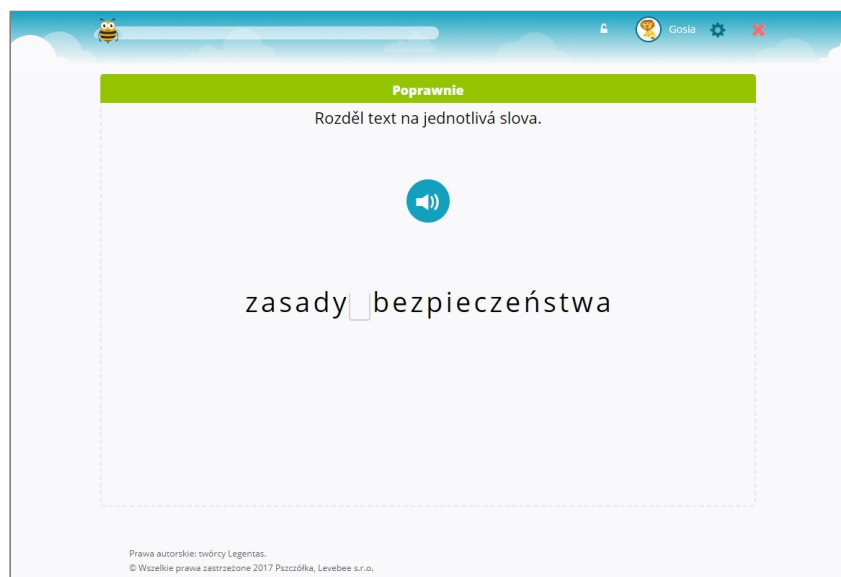 Gosia
Poprawnie
Rozděl text na jednotlivá slova.
zasady bezpieczeństwa
Prawa autorskie: twórcy Legentas.
© Wszelkie prawa zastrzeżone 2017 Pszczółka, Levebee s.r.o.